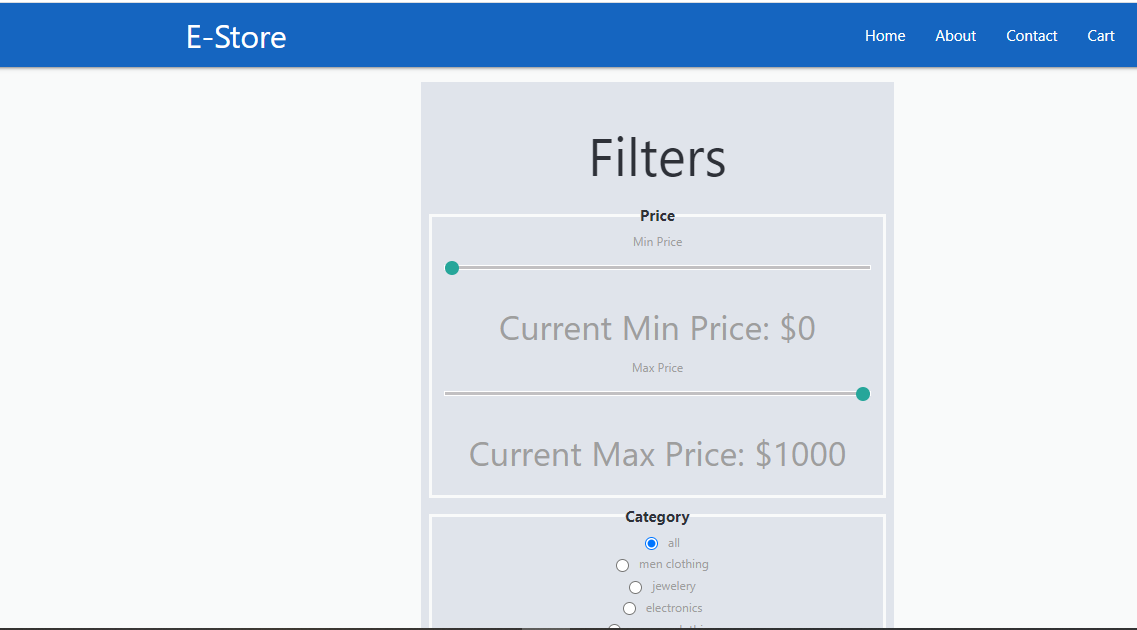 E-Store
Home About Contact Cart
Filters
Price
Min Price
Current Min Price: $0
Max Price
Current Max Price: $1000
Category
all
men clothing
jewelery
electronics